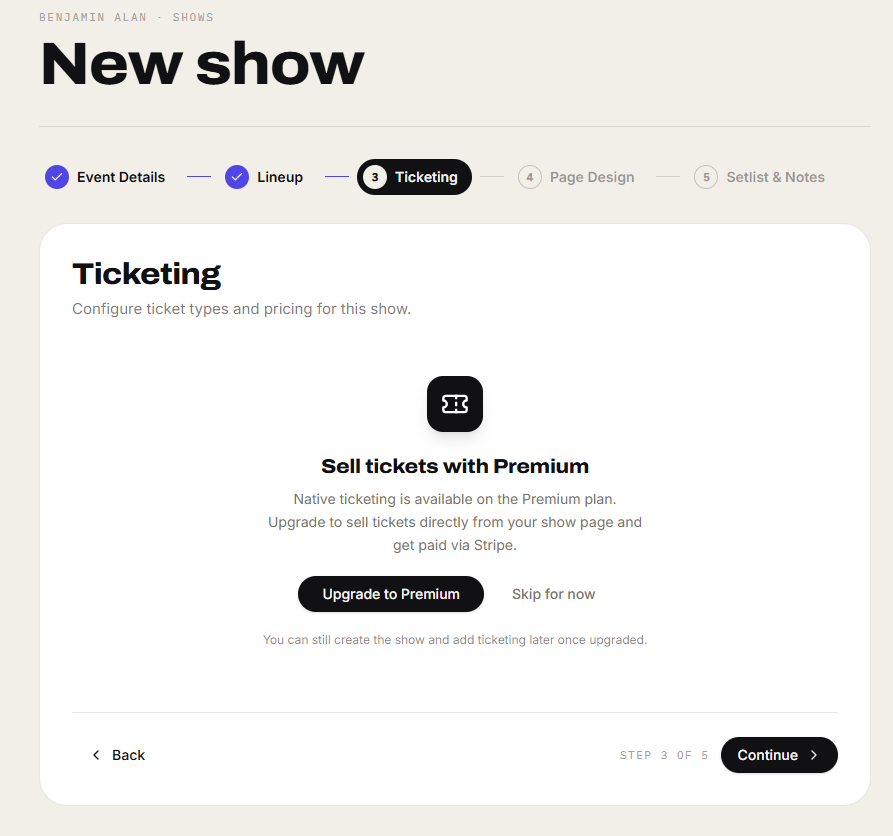 BENJAMIN ALAN · SHOWS
New show
Event Details
Lineup
3 Ticketing
4 Page Design
5 Setlist & Notes
Ticketing
Configure ticket types and pricing for this show.
Sell tickets with Premium
Native ticketing is available on the Premium plan.
Upgrade to sell tickets directly from your show page and
get paid via Stripe.
Upgrade to Premium
Skip for now
You can still create the show and add ticketing later once upgraded.
Back
STEP 3 OF 5
Continue